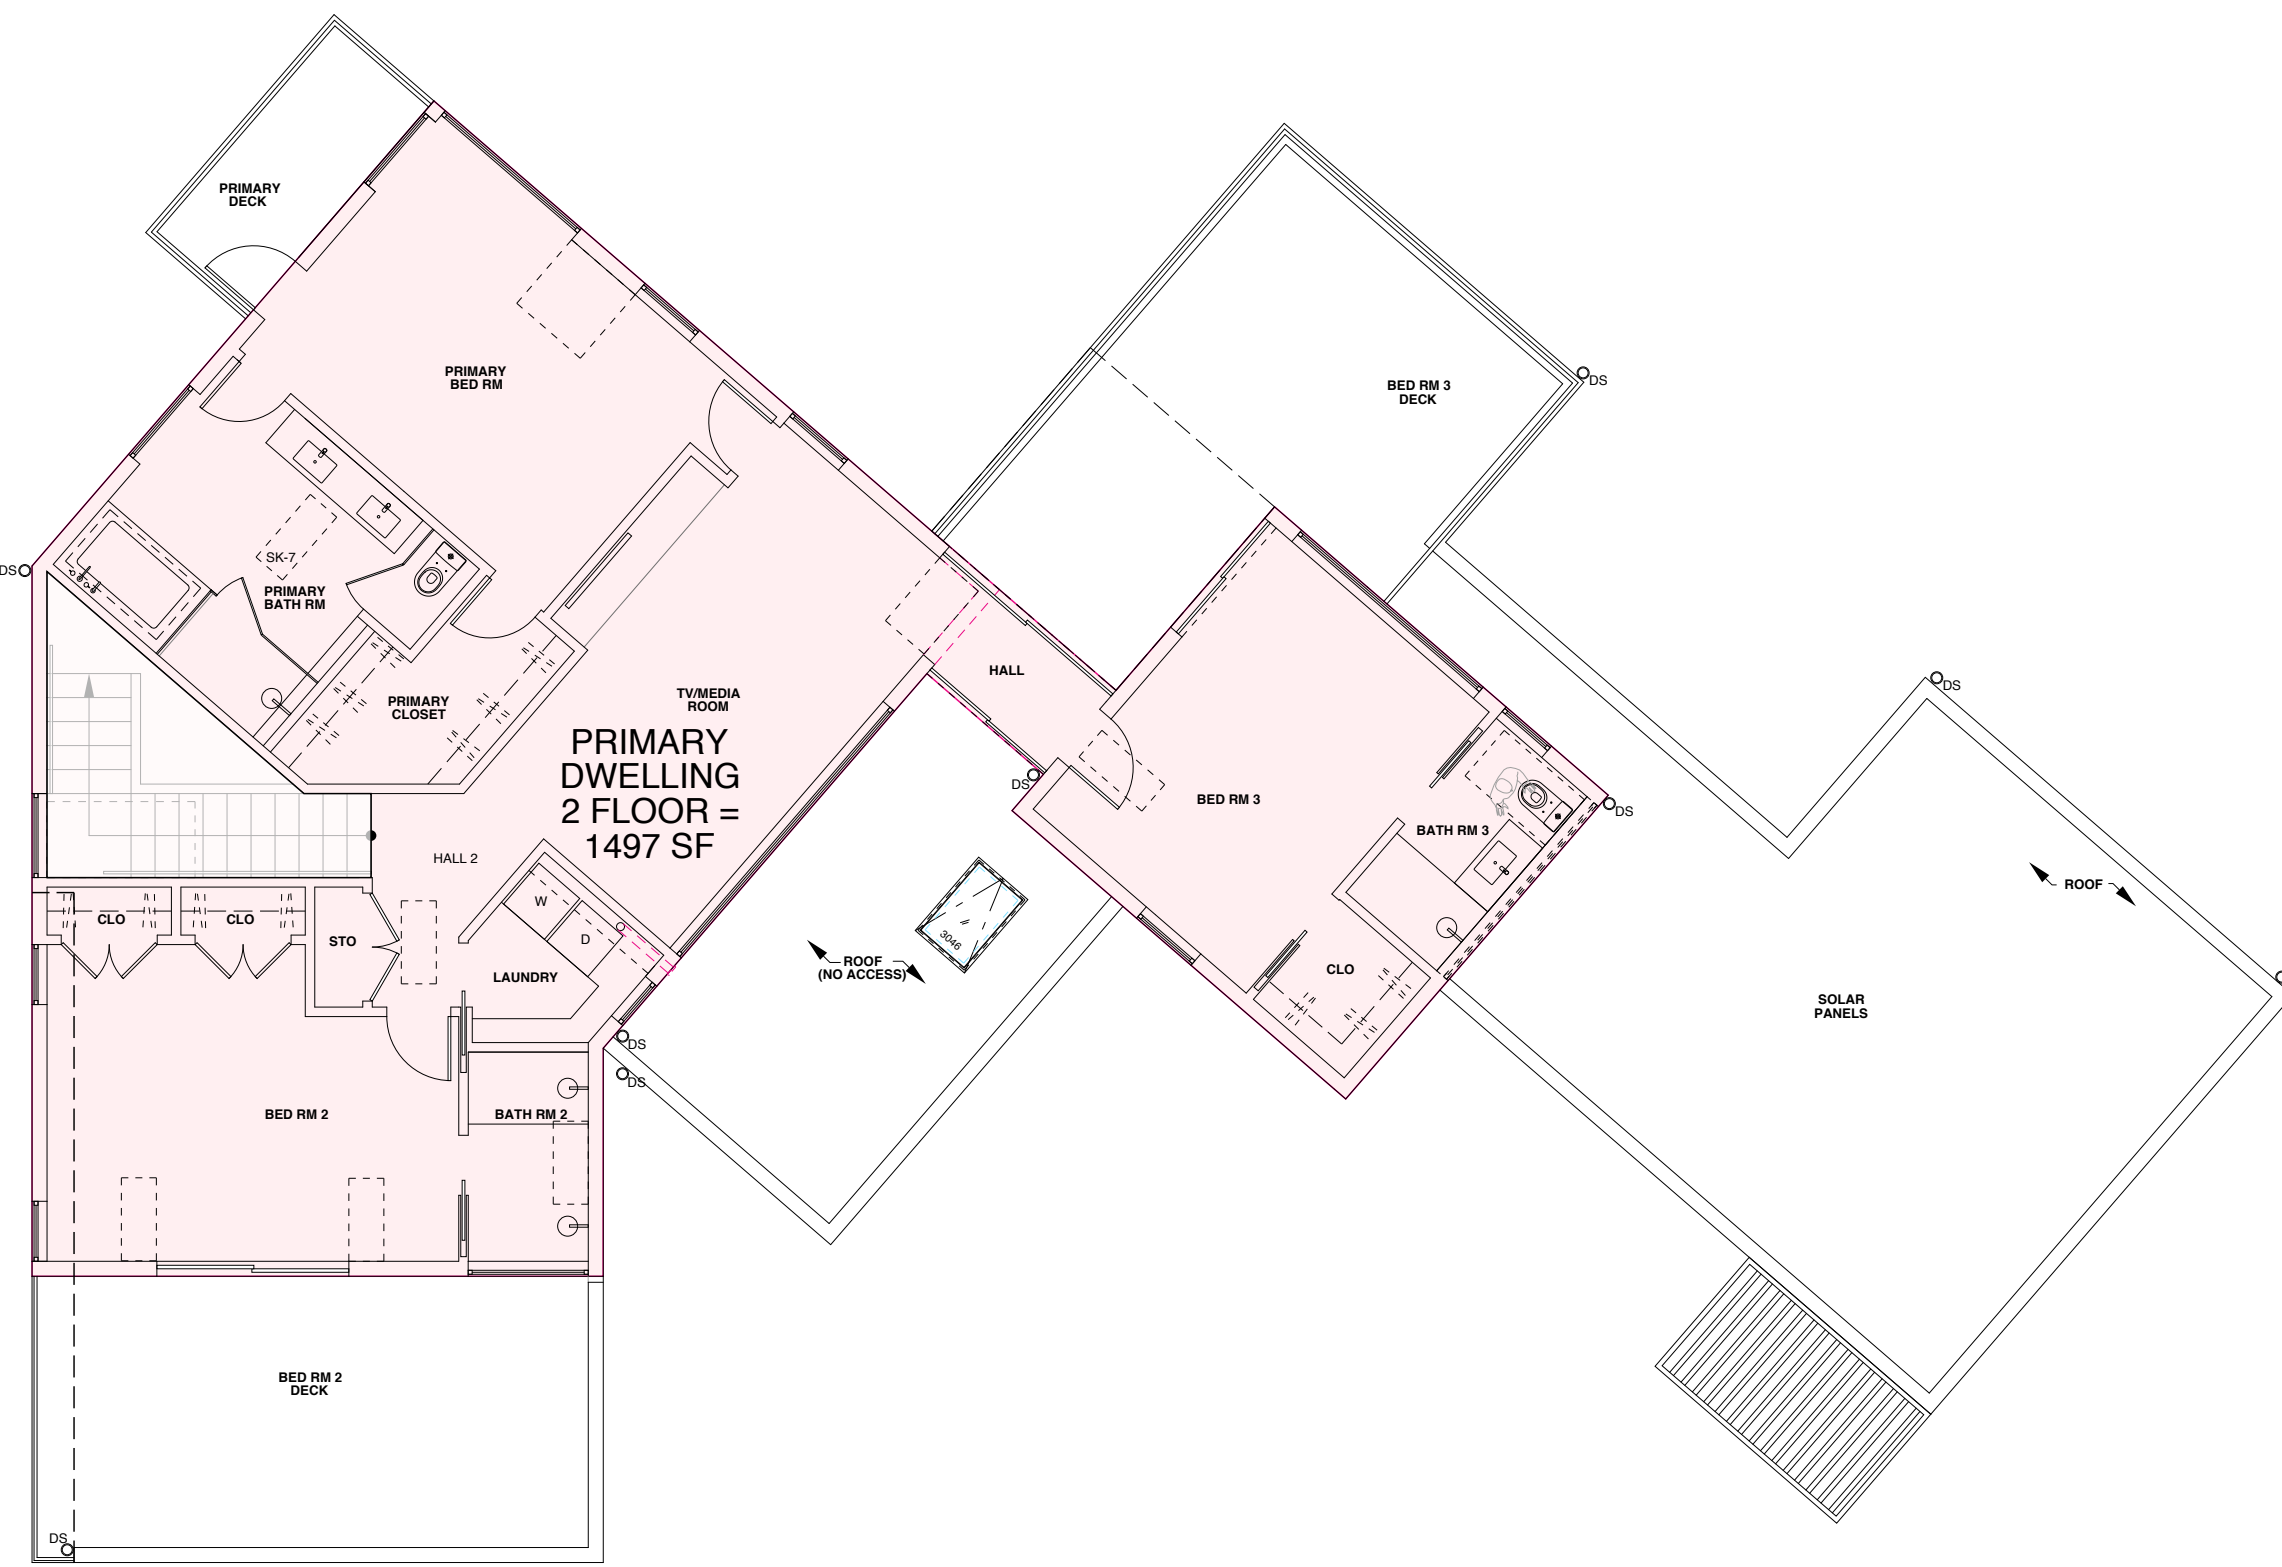 PRIMARY
DECK
PRIMARY
BED RM
BED RM 3
DECK
DS
SK-7
DS
PRIMARY
BATH RM
HALL
DS
PRIMARY
CLOSET
TV/MEDIA
ROOM
PRIMARY
DWELLING
2 FLOOR =
1497 SF
DS
BED RM 3
DS
BATH RM 3
HALL 2
ROOF
W
CLO
CLO
STO
D
3046
ROOF
(NO ACCESS)
LAUNDRY
CLO
SOLAR
PANELS
DS
DS
BED RM 2
BATH RM 2
BED RM 2
DECK
DS